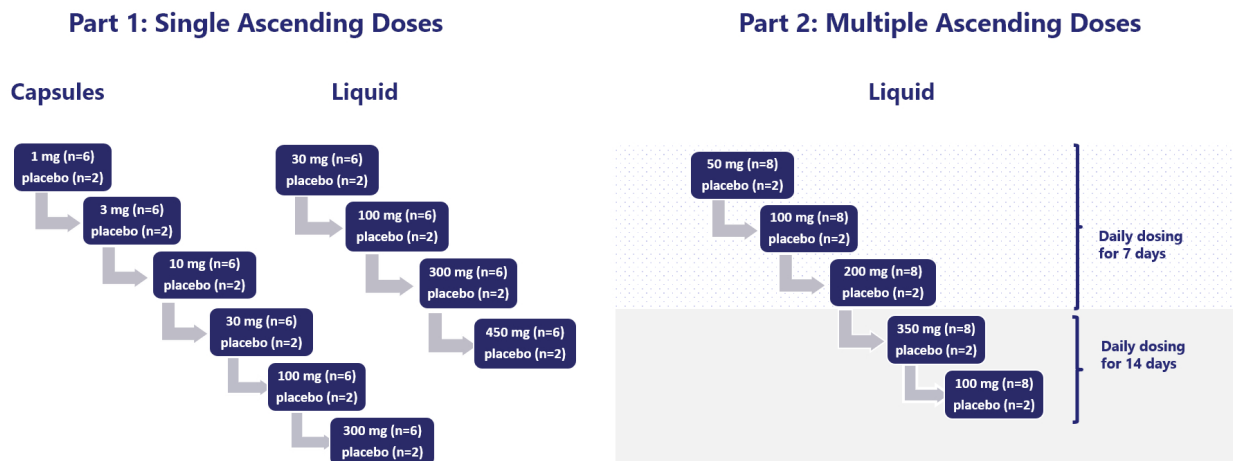 Part 1: Single Ascending Doses
Capsules
1 mg (n=6)
placebo (n=2)
3 mg (n=6)
placebo (n=2)
10 mg (n=6)
placebo (n=2)
30 mg (n=6)
placebo (n=2)
100 mg (n=6)
placebo (n=2)
300 mg (n=6)
placebo (n=2)
Liquid
30 mg (n=6)
placebo (n=2)
100 mg (n=6)
placebo (n=2)
300 mg (n=6)
placebo (n=2)
450 mg (n=6)
placebo (n=2)
Part 2: Multiple Ascending Doses
Liquid
50 mg (n=8)
placebo (n=2)
100 mg (n=8)
placebo (n=2)
200 mg (n=8)
placebo (n=2)
Daily dosing
for 7 days
350 mg (n=8)
placebo (n=2)
100 mg (n=8)
placebo (n=2)
Daily dosing
for 14 days